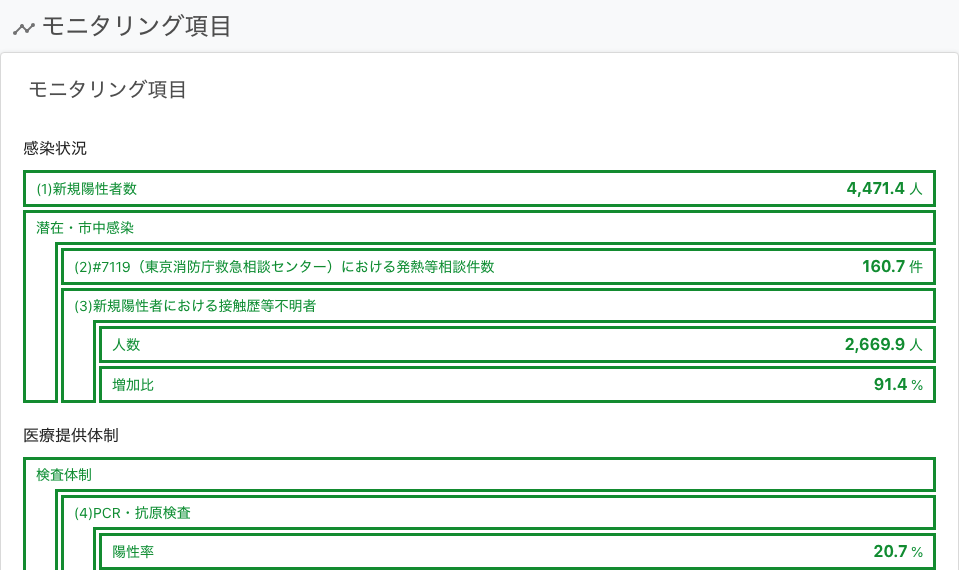 モニタリング項目
モニタリング項目
感染状況
(1)新規陽性者数 4,471.4 人
潜在・市中感染
(2)#7119（東京消防庁救急相談センター）における発熱等相談件数 160.7 件
(3)新規陽性者における接触歴等不明者
人数 2,669.9 人
増加比 91.4 %
医療提供体制
検査体制
(4)PCR・抗原検査
陽性率 20.7 %